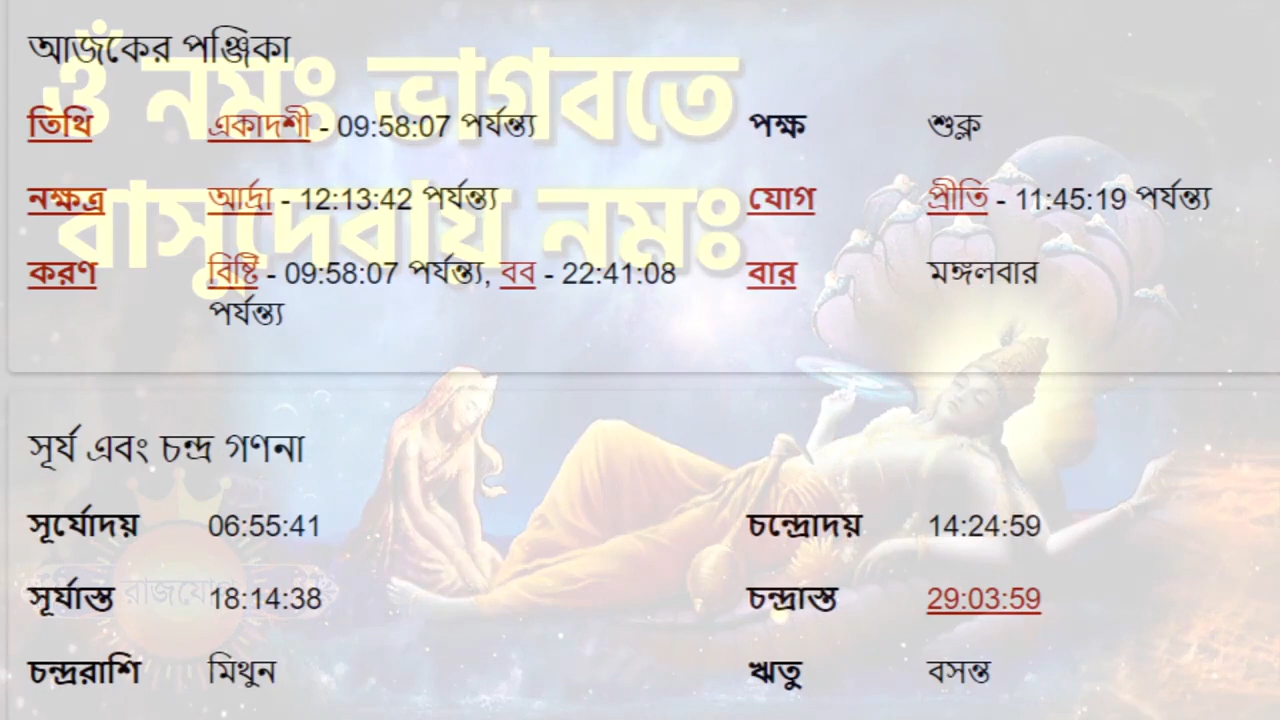 আজকের পঞ্জিকা
ওঁ নমঃ ভাগবতে
বাসুদেবায় নমঃ
তিথি একাদশী - 09:58:07 পর্যন্ত্য পক্ষ শুক্ল
নক্ষত্র আর্দ্রা - 12:13:42 পর্যন্ত্য যোগ প্রীতি - 11:45:19 পর্যন্ত্য
করণ বিষ্টি - 09:58:07 পর্যন্ত্য, বব - 22:41:08 বার মঙ্গলবার
পর্যন্ত্য
সূর্য এবং চন্দ্র গণনা
সূর্যোদয় 06:55:41 চন্দ্রোদয় 14:24:59
রাজযোগ
সূর্যাস্ত 18:14:38 চন্দ্রাস্ত 29:03:59
চন্দ্ররাশি মিথুন ঋতু বসন্ত